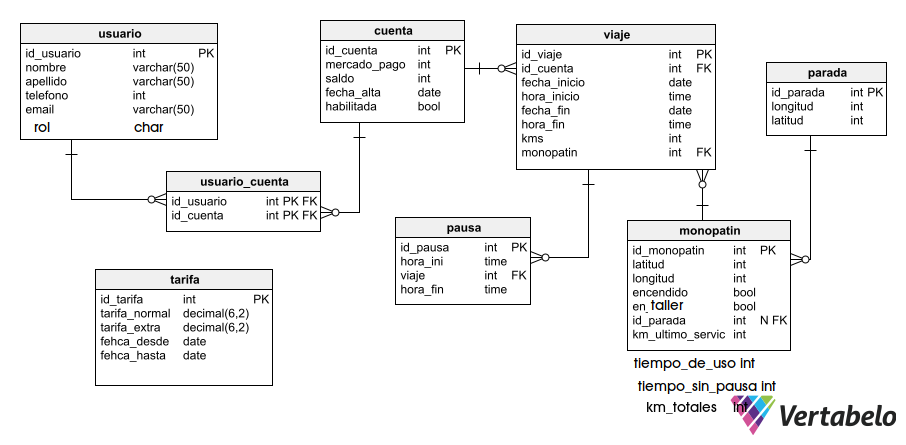 usuario
id_usuario int PK
nombre varchar(50)
apellido varchar(50)
telefono int
email varchar(50)
rol char
cuenta
id_cuenta int PK
mercado_pago int
saldo int
fecha_alta date
habilitada bool
viaje
id_viaje int PK
id_cuenta int FK
fecha_inicio date
hora_inicio time
fecha_fin date
hora_fin time
kms int
monopatin int FK
parada
id_parada int PK
longitud int
latitud int
usuario_cuenta
id_usuario int PK FK
id_cuenta int PK FK
pausa
id_pausa int PK
hora_ini time
viaje int FK
hora_fin time
monopatin
id_monopatin int PK
latitud int
longitud int
encendido bool
en_taller bool
id_parada int N FK
km_ultimo_servic int
tiempo_de_uso int
tiempo_sin_pausa int
km_totales int
tarifa
id_tarifa int PK
tarifa_normal decimal(6,2)
tarifa_extra decimal(6,2)
fehca_desde date
fehca_hasta date
Vertabelo